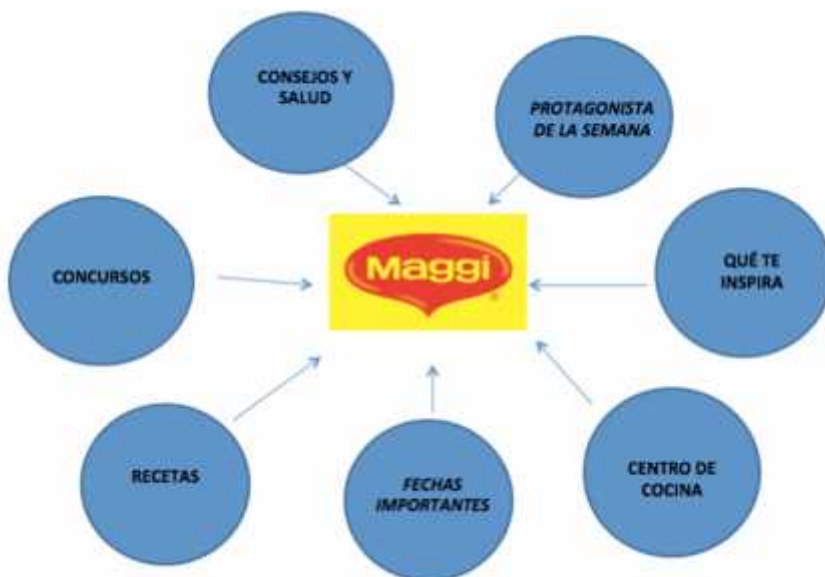 CONSEJOS Y
SALUD
PROTAGONISTA
DE LA SEMANA
CONCURSOS
Maggi
QUÉ TE
INSPIRA
RECETAS
FECHAS
IMPORTANTES
CENTRO DE
COCINA